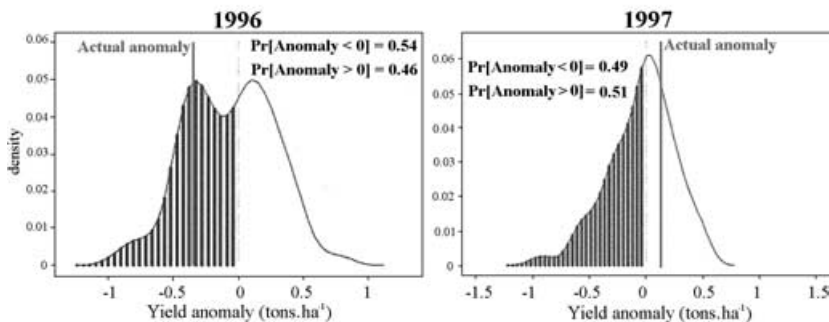 1996
Actual anomaly
Pr[Anomaly < 0] = 0.54
Pr[Anomaly > 0] = 0.46
density
0.06
0.05
0.04
0.03
0.02
0.01
0
-1 -0.5 0 0.5 1
Yield anomaly (tons.ha⁻¹)
1997
Actual anomaly
Pr[Anomaly < 0] = 0.49
Pr[Anomaly > 0] = 0.51
0.06
0.05
0.04
0.03
0.02
0.01
0
-1.5 -1 -0.5 0 0.5 1 1.5
Yield anomaly (tons.ha⁻¹)